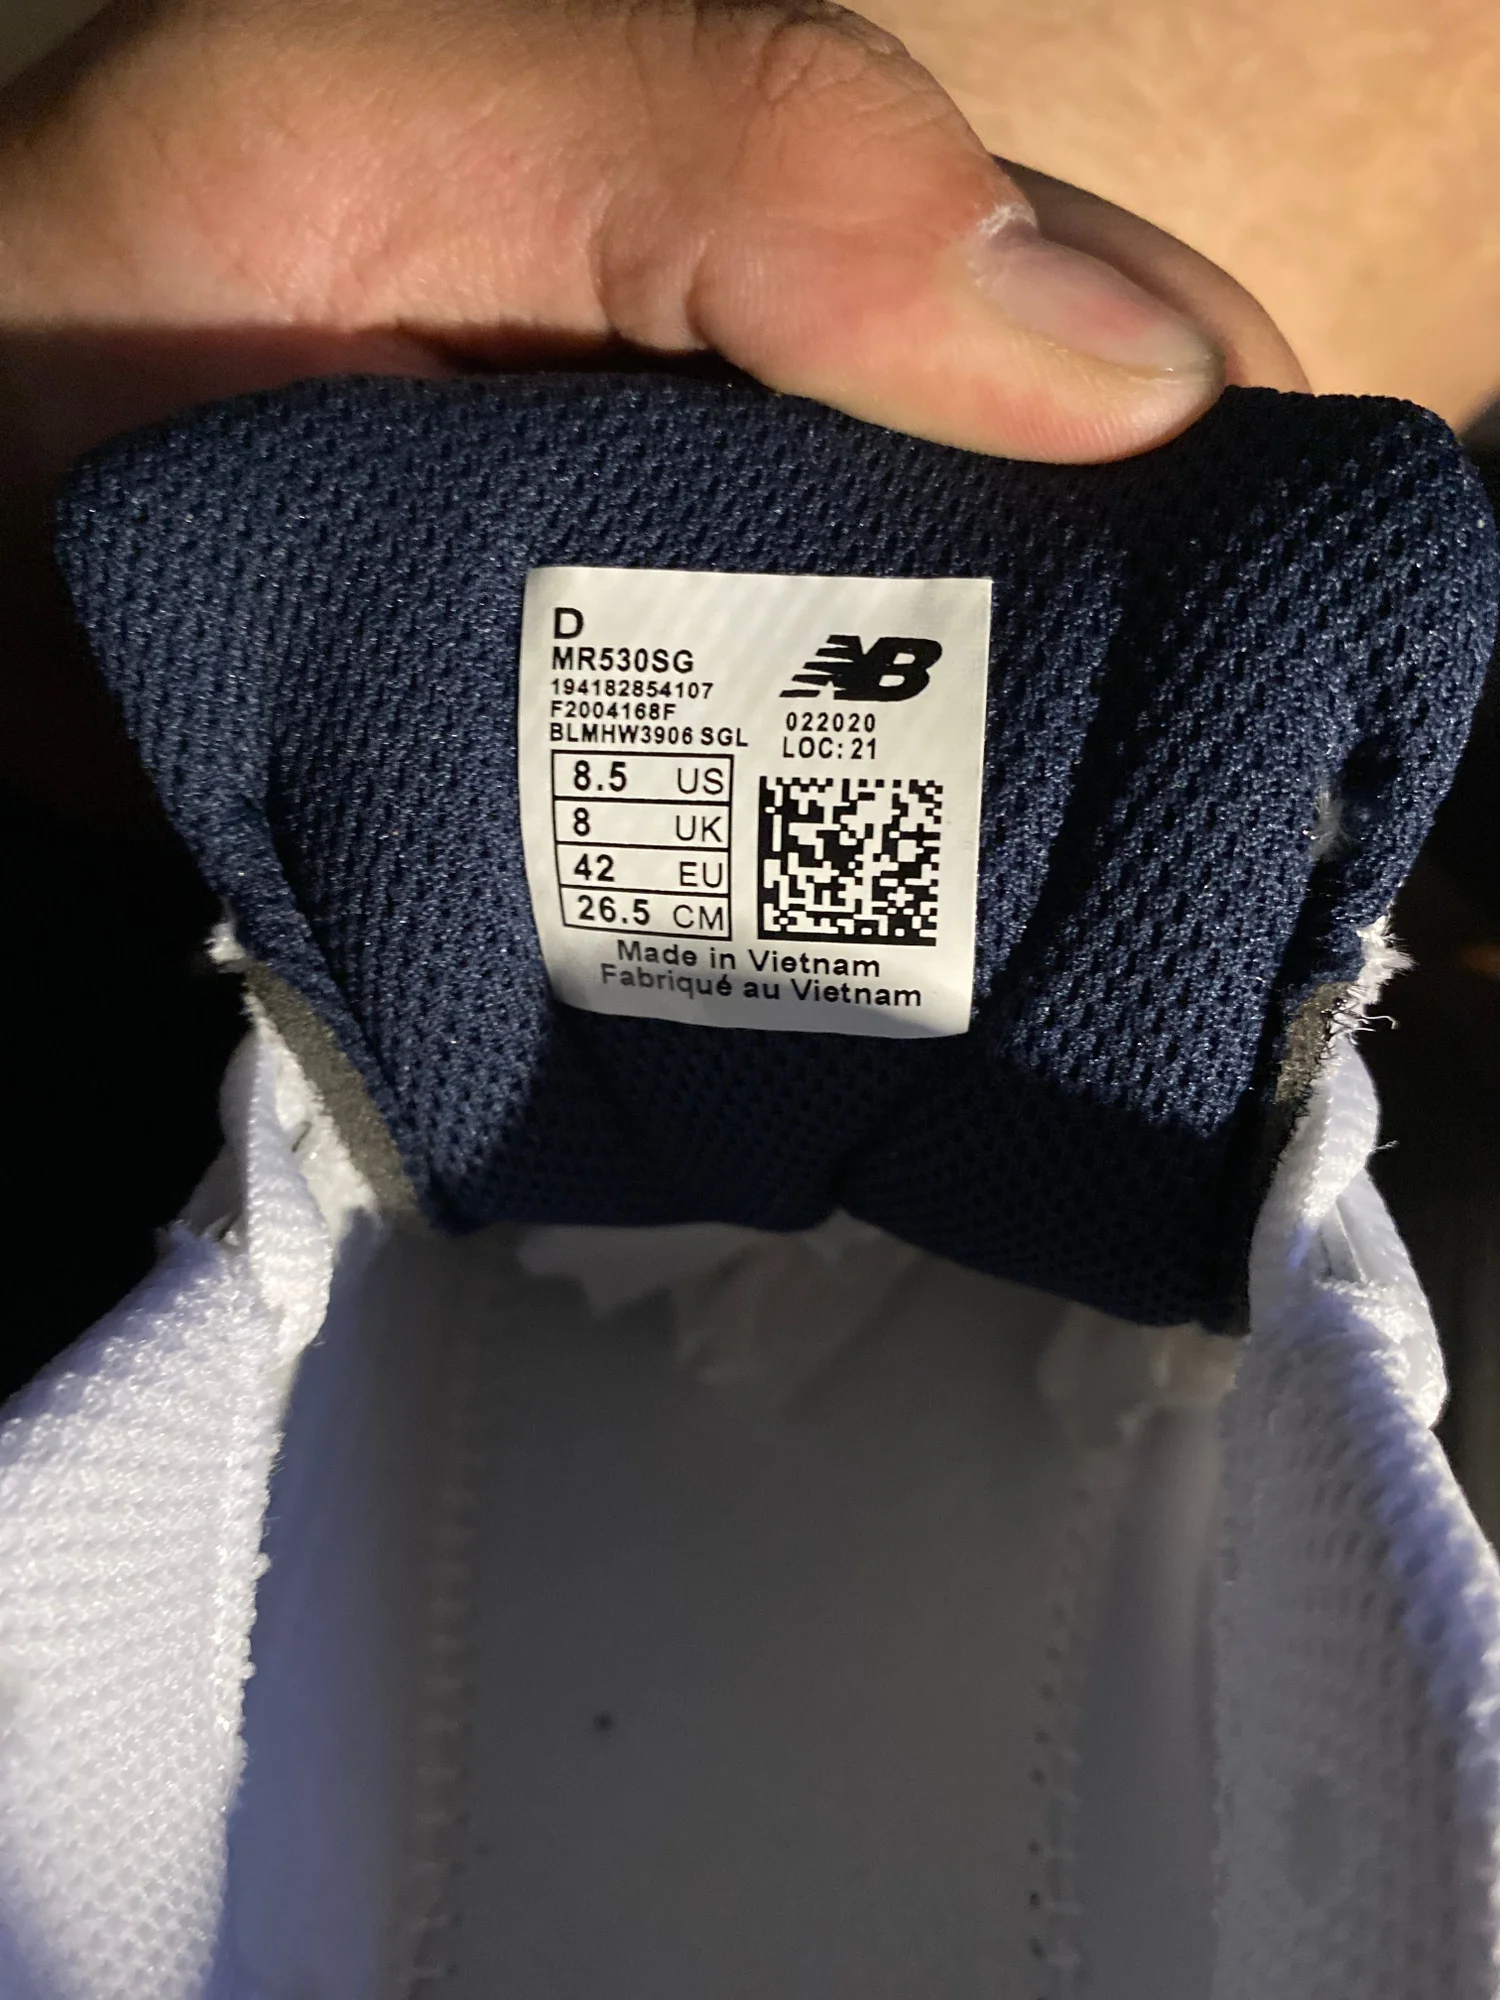 D
MR530SG
194182854107
F2004168F
BLMHW3906 SGL
NB
022020
LOC: 21
8.5 US
8 UK
42 EU
26.5 CM
Made in Vietnam
Fabriqué au Vietnam